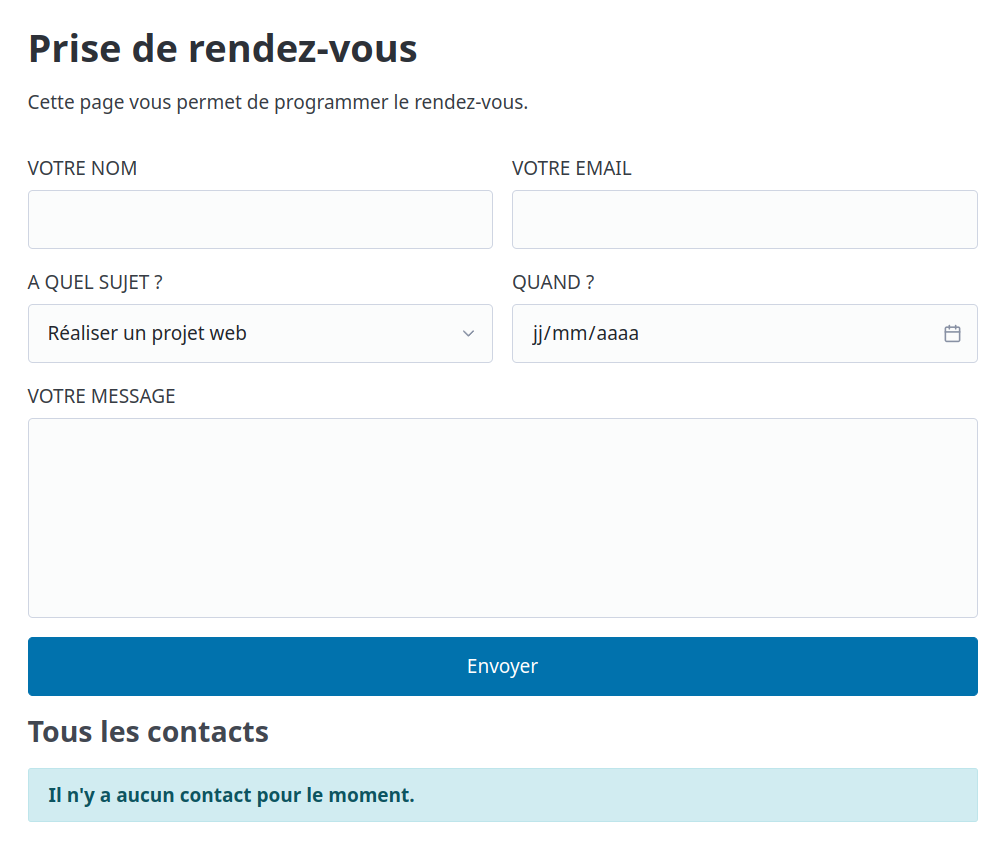 Prise de rendez-vous
Cette page vous permet de programmer le rendez-vous.
VOTRE NOM
VOTRE EMAIL
A QUEL SUJET ?
QUAND ?
Réaliser un projet web
jj/mm/aaaa
VOTRE MESSAGE
Envoyer
Tous les contacts
Il n'y a aucun contact pour le moment.